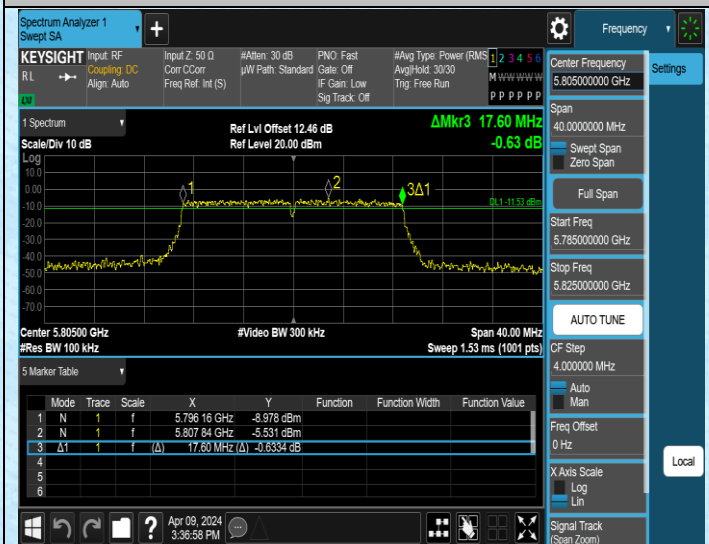 Spectrum Analyzer 1
Swept SA
+
Frequency
KEYSIGHT
RL
LXI
Input: RF
Coupling: DC
Align: Auto
Input Z: 50 Ω
Corr CCorr
Freq Ref: Int (S)
#Atten: 30 dB
µW Path: Standard
PNO: Fast
Gate: Off
IF Gain: Low
Sig Track: Off
#Avg Type: Power (RMS
Avg|Hold: 30/30
Trig: Free Run
1 2 3 4 5 6
M W W W W W
P P P P P P
Settings
Center Frequency
5.805000000 GHz
Span
40.0000000 MHz
Swept Span
Zero Span
Full Span
Start Freq
5.785000000 GHz
Stop Freq
5.825000000 GHz
AUTO TUNE
CF Step
4.000000 MHz
Auto
Man
Freq Offset
0 Hz
X Axis Scale
Log
Lin
Signal Track
(Span Zoom)
Local
1 Spectrum
Scale/Div 10 dB
Ref Lvl Offset 12.46 dB
Ref Level 20.00 dBm
ΔMkr3 17.60 MHz
-0.63 dB
Log
10.0
0.00
-10.0
-20.0
-30.0
-40.0
-50.0
-60.0
-70.0
1
2
3Δ1
DL1 -11.53 dBm
Center 5.80500 GHz
#Video BW 300 kHz
Span 40.00 MHz
#Res BW 100 kHz
Sweep 1.53 ms (1001 pts)
5 Marker Table
Mode Trace Scale X Y Function Function Width Function Value
1 N 1 f 5.796 16 GHz -8.978 dBm
2 N 1 f 5.807 84 GHz -5.531 dBm
3 Δ1 1 f (Δ) 17.60 MHz (Δ) -0.6334 dB
4
5
6
?
Apr 09, 2024
3:36:58 PM